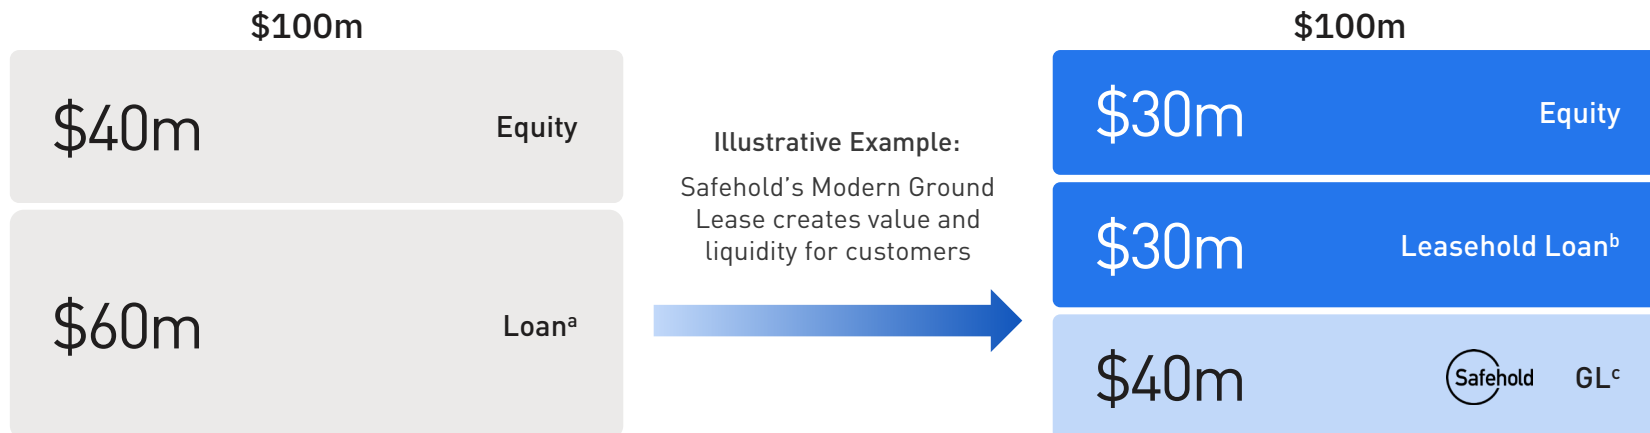 $100m
$40m Equity
$60m Loanᵃ
Illustrative Example:
Safehold’s Modern Ground
Lease creates value and
liquidity for customers
$100m
$30m Equity
$30m Leasehold Loanᵇ
$40m Safehold GLᶜ